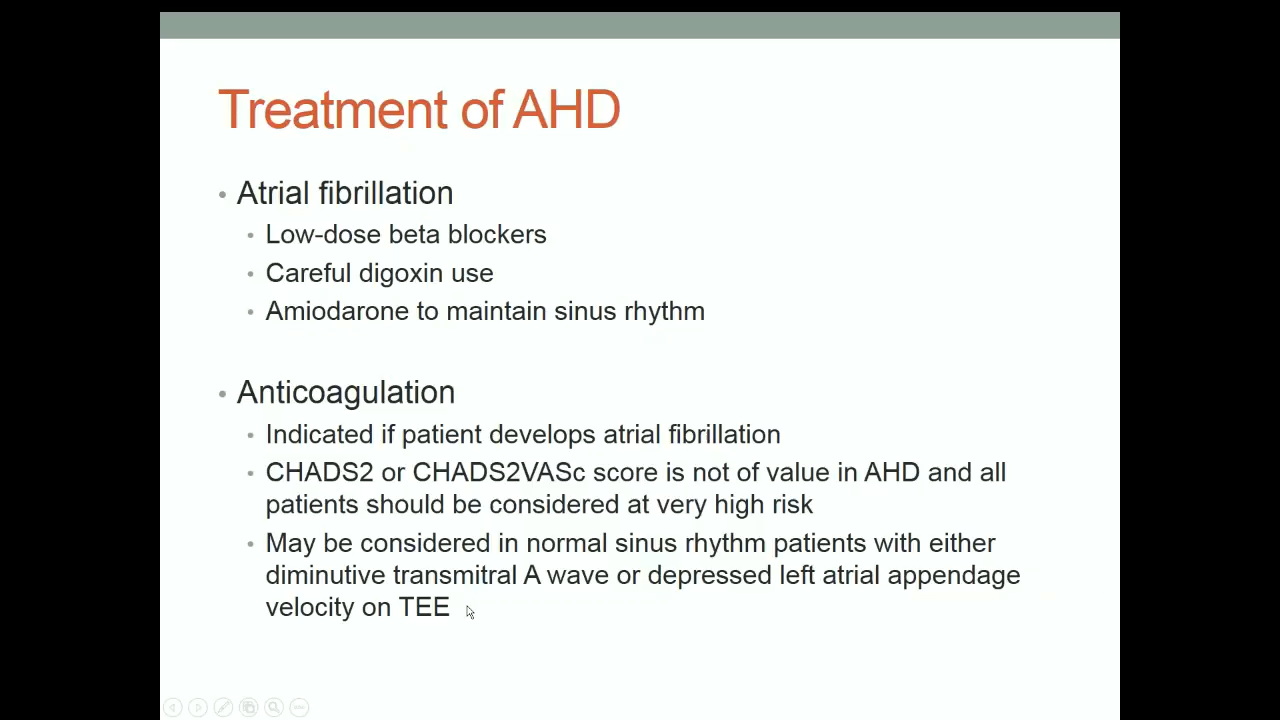 Treatment of AHD
• Atrial fibrillation
• Low-dose beta blockers
• Careful digoxin use
• Amiodarone to maintain sinus rhythm
• Anticoagulation
• Indicated if patient develops atrial fibrillation
• CHADS2 or CHADS2VASc score is not of value in AHD and all
patients should be considered at very high risk
• May be considered in normal sinus rhythm patients with either
diminutive transmitral A wave or depressed left atrial appendage
velocity on TEE